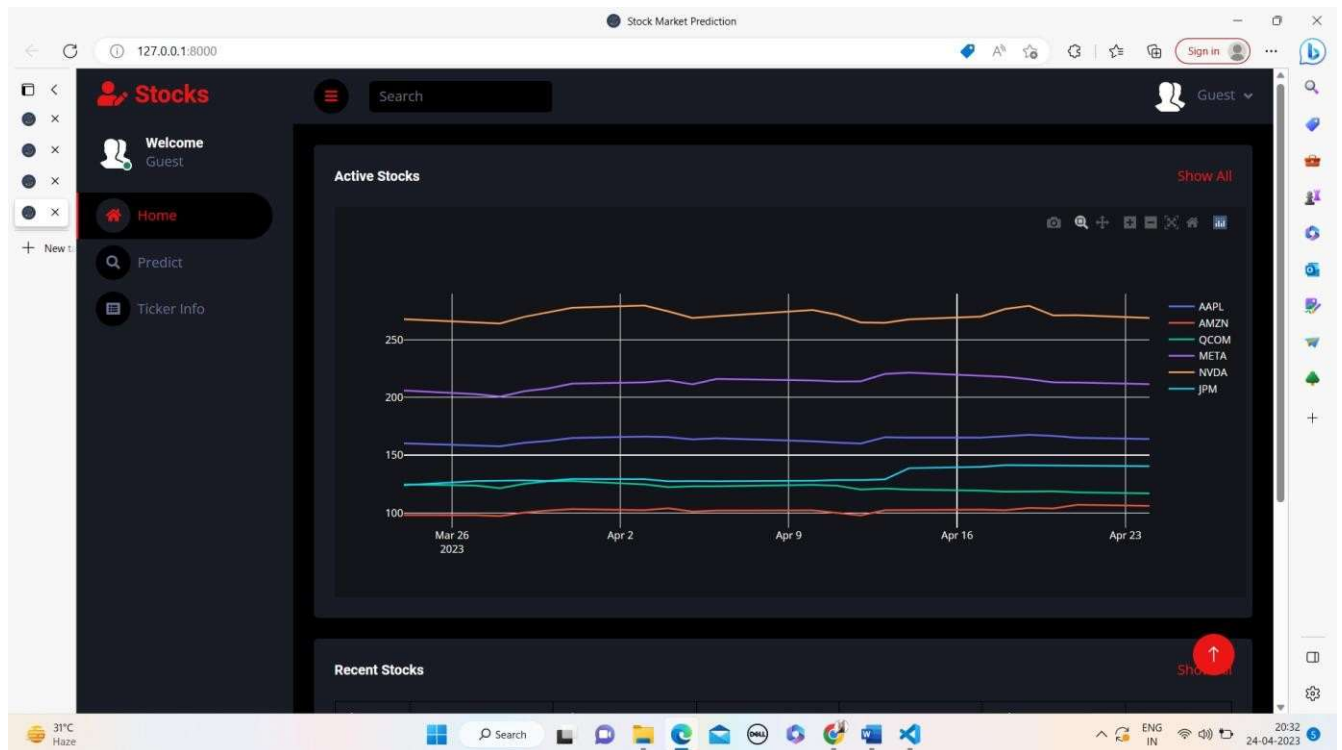 Stock Market Prediction
127.0.0.1:8000
Sign in
Stocks
Search
Guest
Welcome
Guest
Home
Predict
Ticker Info
New t
Active Stocks
Show All
250
200
150
100
Mar 26
2023
Apr 2
Apr 9
Apr 16
Apr 23
AAPL
AMZN
QCOM
META
NVDA
JPM
Recent Stocks
Sho
31°C
Haze
Search
DELL
ENG
IN
20:32
24-04-2023
5